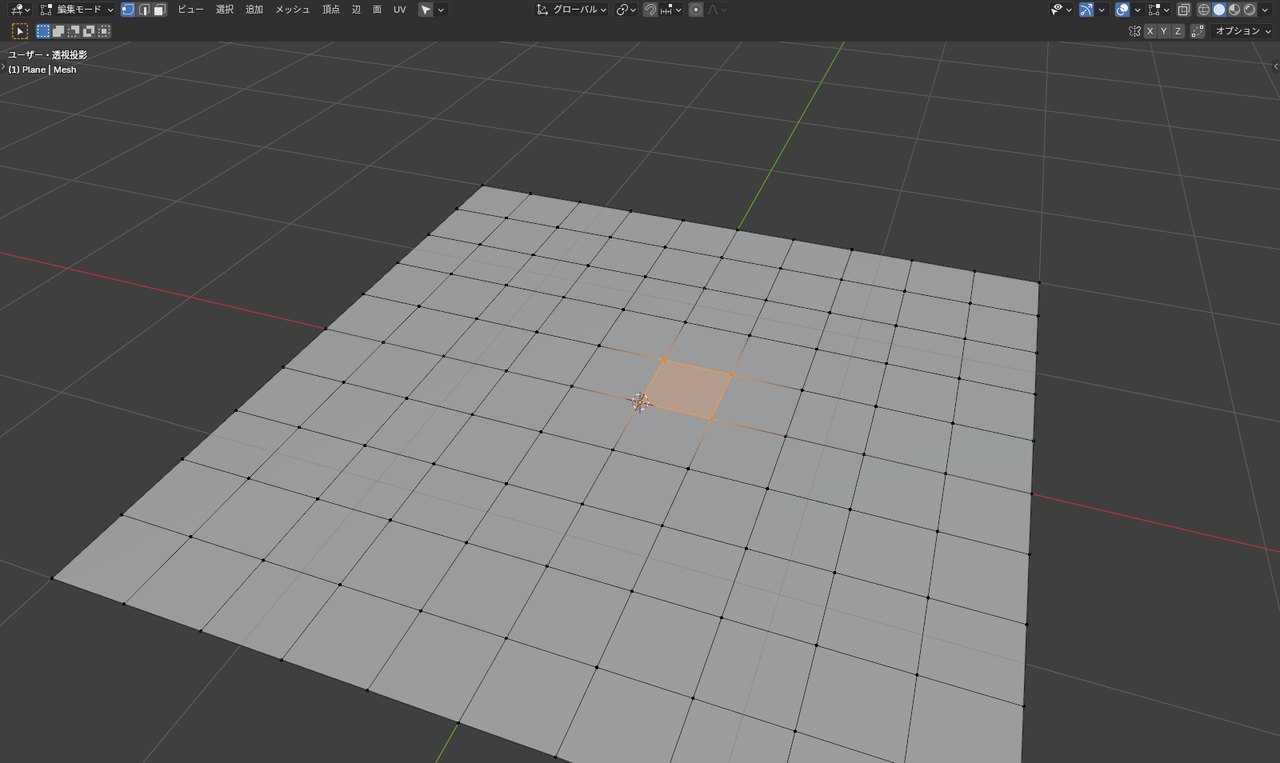 編集モード ビュー 選択 追加 メッシュ 頂点 辺 面 UV グローバル
X Y Z オプション
ユーザー・透視投影
(1) Plane | Mesh